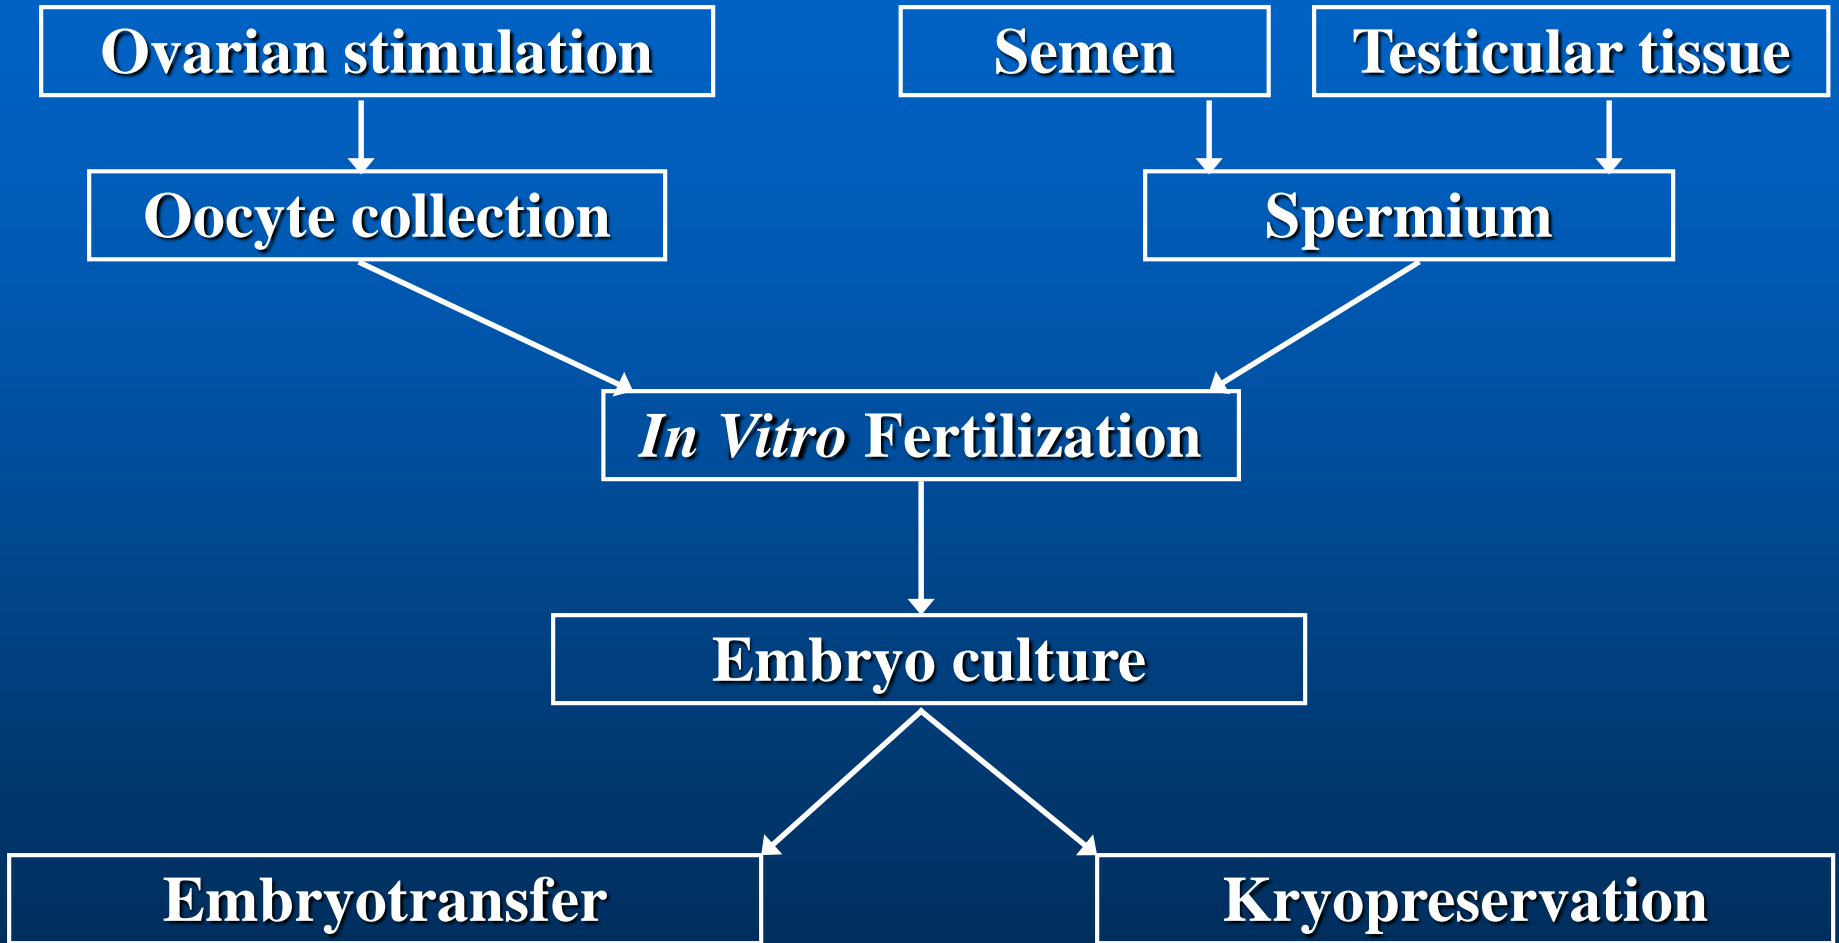 Ovarian stimulation
Semen
Testicular tissue
Oocyte collection
Spermium
In Vitro Fertilization
Embryo culture
Embryotransfer
Kryopreservation